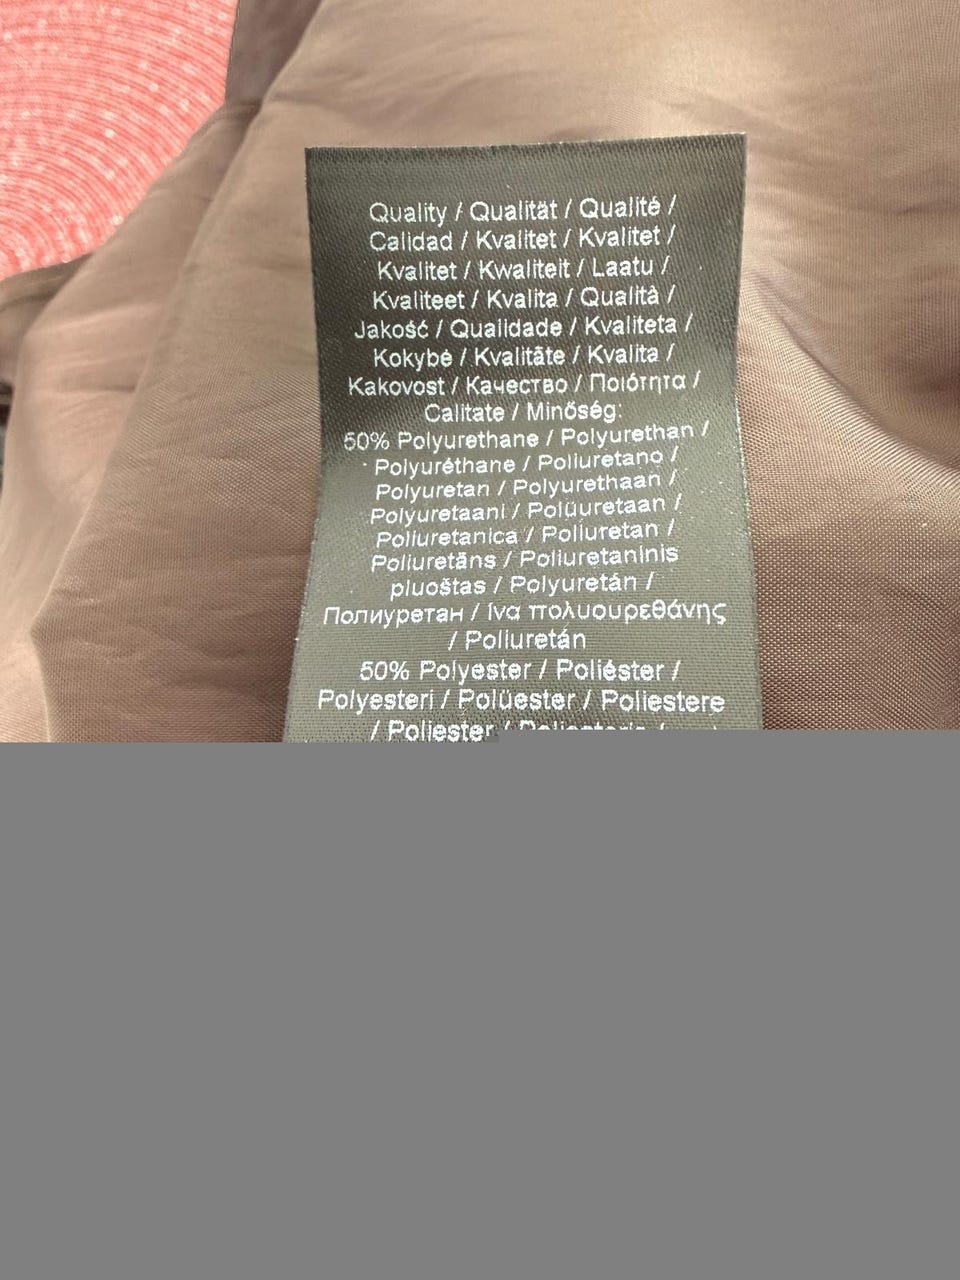 Quality / Qualität / Qualité /
Calidad / Kvalitet / Kvalitet /
Kvalitet / Kwaliteit / Laatu /
Kvaliteet / Kvalita / Qualità /
Jakość / Qualidade / Kvaliteta /
Kokybė / Kvalitāte / Kvalita /
Kakovost / Качество / Ποιότητα /
Calitate / Minőség:
50% Polyurethane / Polyurethan /
Polyuréthane / Poliuretano /
Polyuretan / Polyurethaan /
Polyuretaani / Polüuretaan /
Poliuretanica / Poliuretan /
Poliuretāns / Poliuretaninis
pluoštas / Polyuretán /
Полиуретан / Ινα πολυουρεθάνης
/ Poliuretán
50% Polyester / Poliéster /
Polyesteri / Polüester / Poliestere
/ Poliester